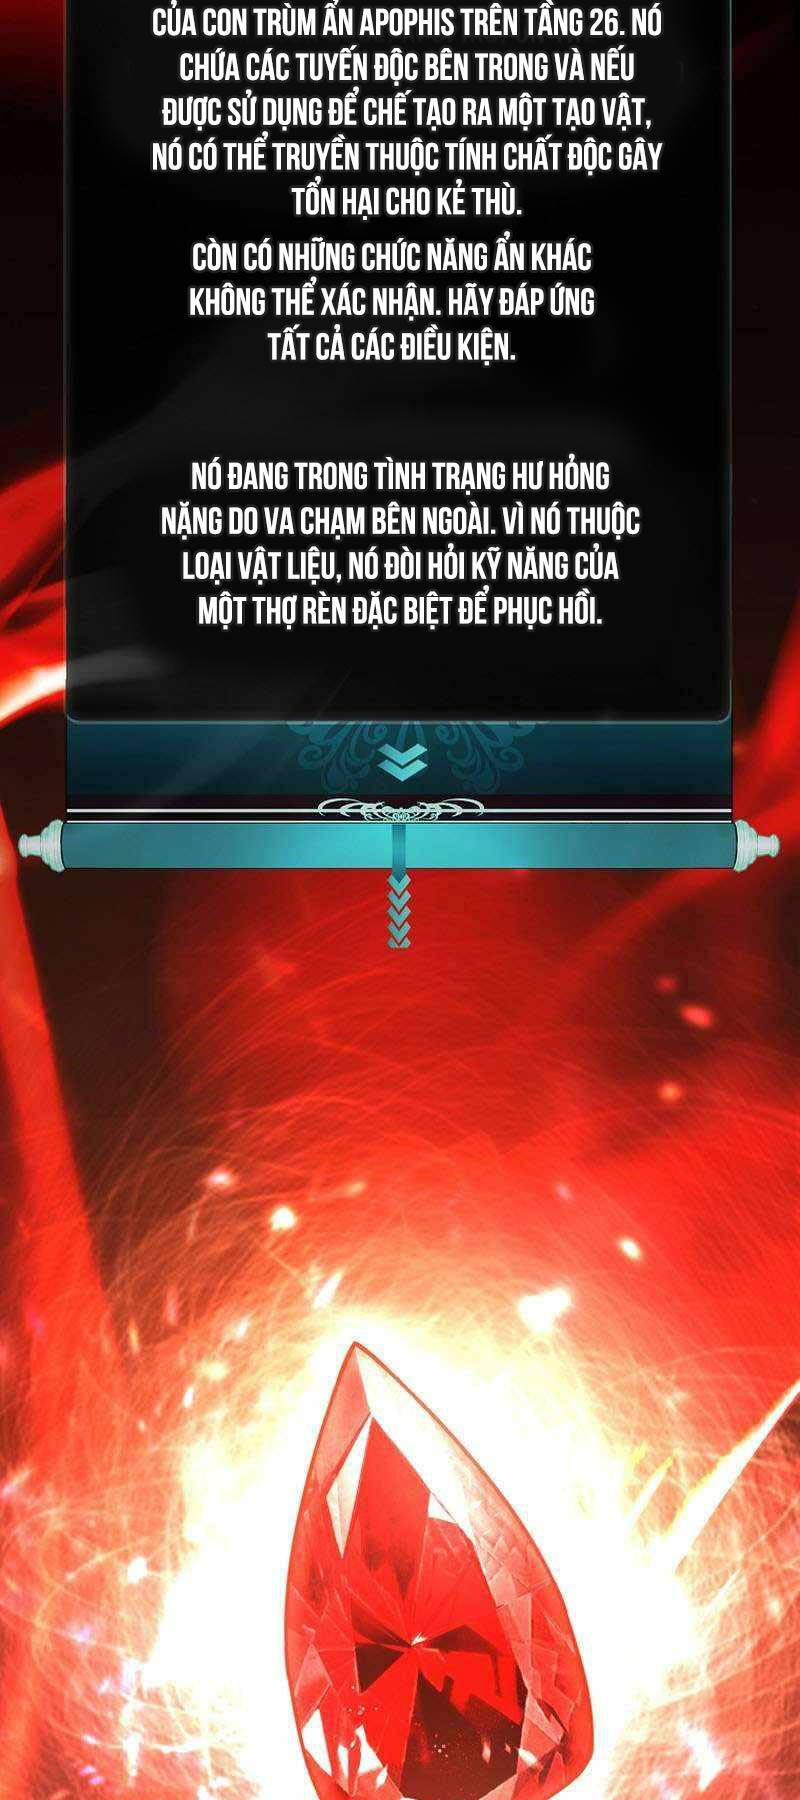 CỦA CON TRÙM ẨN APOPHIS TRÊN TẦNG 26. NÓ
CHỨA CÁC TUYẾN ĐỘC BÊN TRONG VÀ NẾU
ĐƯỢC SỬ DỤNG ĐỂ CHẾ TẠO RA MỘT TẠO VẬT,
NÓ CÓ THỂ TRUYỀN THUỘC TÍNH CHẤT ĐỘC GÂY
TỔN HẠI CHO KẺ THÙ.
CÒN CÓ NHỮNG CHỨC NĂNG ẨN KHÁC
KHÔNG THỂ XÁC NHẬN. HÃY ĐÁP ỨNG
TẤT CẢ CÁC ĐIỀU KIỆN.
NÓ ĐANG TRONG TÌNH TRẠNG HƯ HỎNG
NẶNG DO VA CHẠM BÊN NGOÀI. VÌ NÓ THUỘC
LOẠI VẬT LIỆU, NÓ ĐÒI HỎI KỸ NĂNG CỦA
MỘT THỢ RÈN ĐẶC BIỆT ĐỂ PHỤC HỒI.